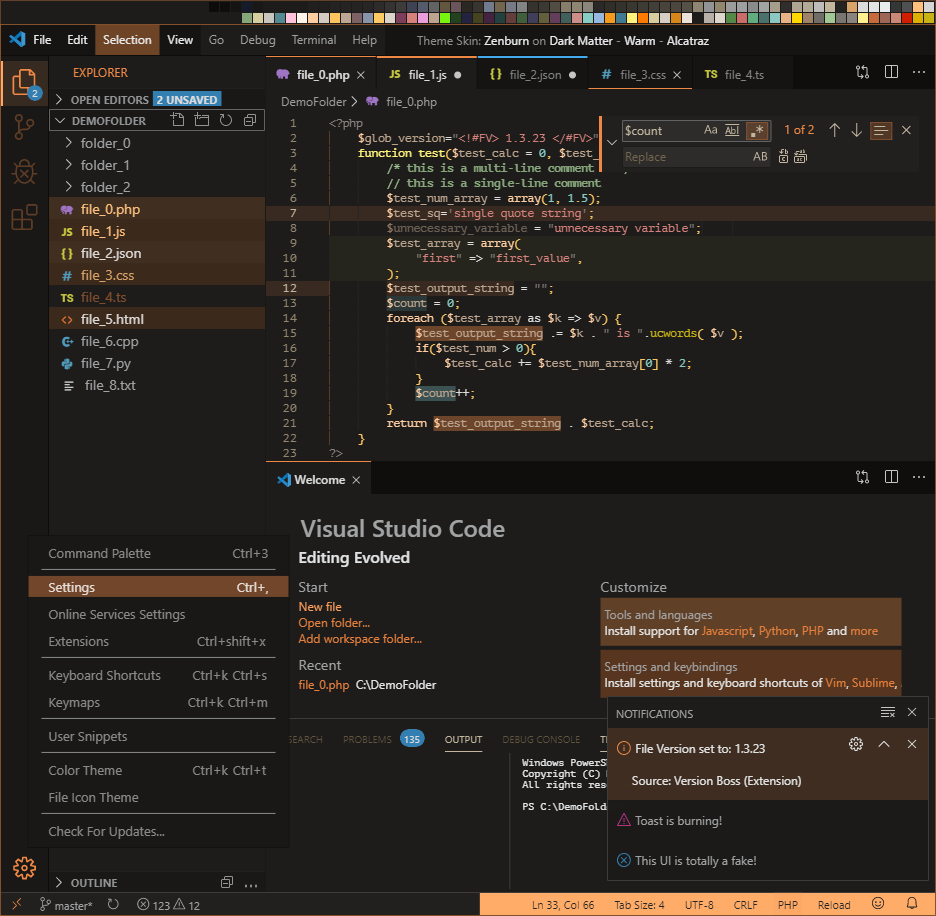 File Edit Selection View Go Debug Terminal Help Theme Skin: Zenburn on Dark Matter - Warm - Alcatraz
2
EXPLORER
OPEN EDITORS 2 UNSAVED
DEMOFOLDER
folder_0
folder_1
folder_2
file_0.php
file_1.js
file_2.json
file_3.css
file_4.ts
file_5.html
file_6.cpp
file_7.py
file_8.txt
file_0.php JS file_1.js {} file_2.json # file_3.css TS file_4.ts
DemoFolder > file_0.php
$count Aa Abl .* 1 of 2
Replace AB
1 <?php
2 $glob_version="<!#FV> 1.3.23 </#FV>"
3 function test($test_calc = 0, $test_
4 /* this is a multi-line comment
5 // this is a single-line comment
6 $test_num_array = array(1, 1.5);
7 $test_sq='single quote string';
8 $unnecessary_variable = "unnecessary variable";
9 $test_array = array(
10 "first" => "first_value",
11 );
12 $test_output_string = "";
13 $count = 0;
14 foreach ($test_array as $k => $v) {
15 $test_output_string .= $k . " is ".ucwords( $v );
16 if($test_num > 0){
17 $test_calc += $test_num_array[0] * 2;
18 }
19 $count++;
20 }
21 return $test_output_string . $test_calc;
22 }
23 ?>
Welcome
Visual Studio Code
Editing Evolved
Start
New file
Open folder...
Add workspace folder...
Recent
file_0.php C:\DemoFolder
Customize
Tools and languages
Install support for Javascript, Python, PHP and more
Settings and keybindings
Install settings and keyboard shortcuts of Vim, Sublime,
Command Palette Ctrl+3
Settings Ctrl+,
Online Services Settings
Extensions Ctrl+shift+x
Keyboard Shortcuts Ctrl+k Ctrl+s
Keymaps Ctrl+k Ctrl+m
User Snippets
Color Theme Ctrl+k Ctrl+t
File Icon Theme
Check For Updates...
SEARCH PROBLEMS 135 OUTPUT DEBUG CONSOLE
Windows PowerS
Copyright (C)
All rights rese
PS C:\DemoFold
NOTIFICATIONS
File Version set to: 1.3.23
Source: Version Boss (Extension)
Toast is burning!
This UI is totally a fake!
OUTLINE
master* 123 12 Ln 33, Col 66 Tab Size: 4 UTF-8 CRLF PHP Reload